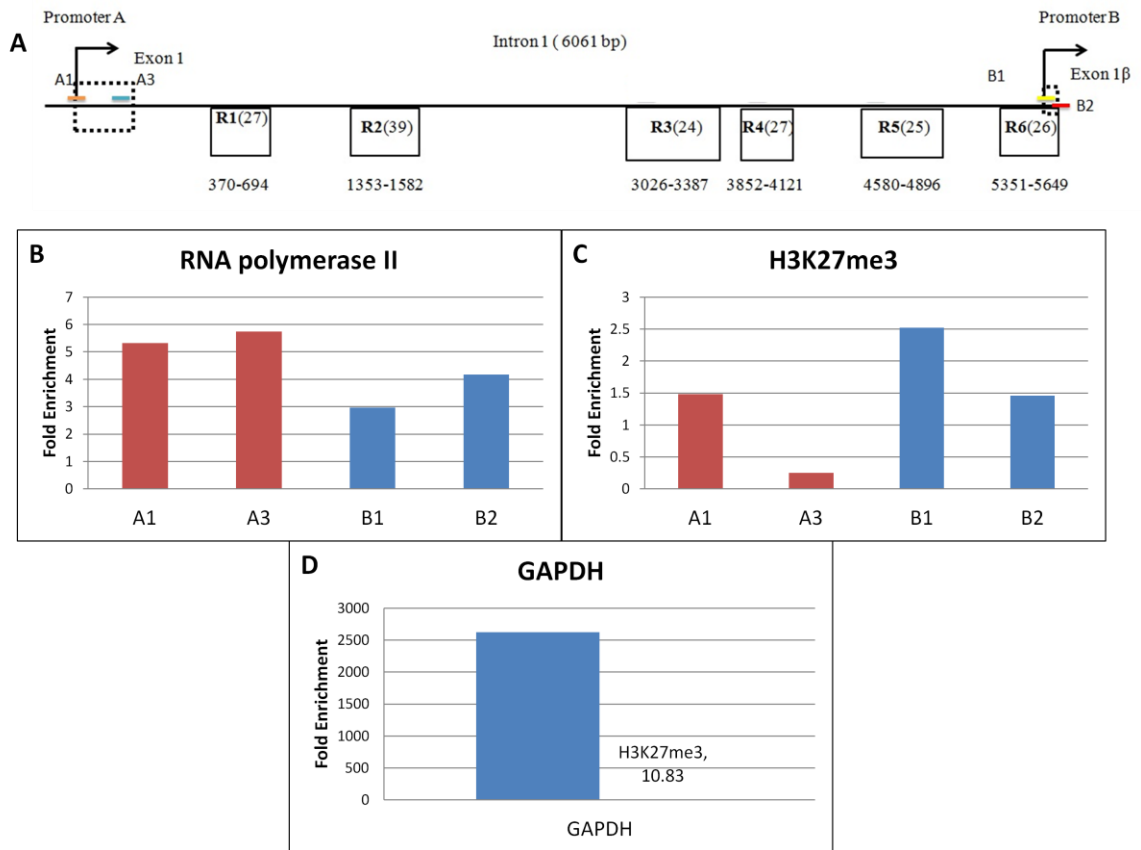 A
Promoter A
Exon 1
A1
A3
Intron 1 ( 6061 bp)
Promoter B
B1
Exon 1β
B2
R1(27)
R2(39)
R3(24)
R4(27)
R5(25)
R6(26)
370-694
1353-1582
3026-3387
3852-4121
4580-4896
5351-5649
B
RNA polymerase II
Fold Enrichment
7
6
5
4
3
2
1
0
A1
A3
B1
B2
C
H3K27me3
Fold Enrichment
3
2.5
2
1.5
1
0.5
0
A1
A3
B1
B2
D
GAPDH
Fold Enrichment
3000
2500
2000
1500
1000
500
0
H3K27me3,
10.83
GAPDH